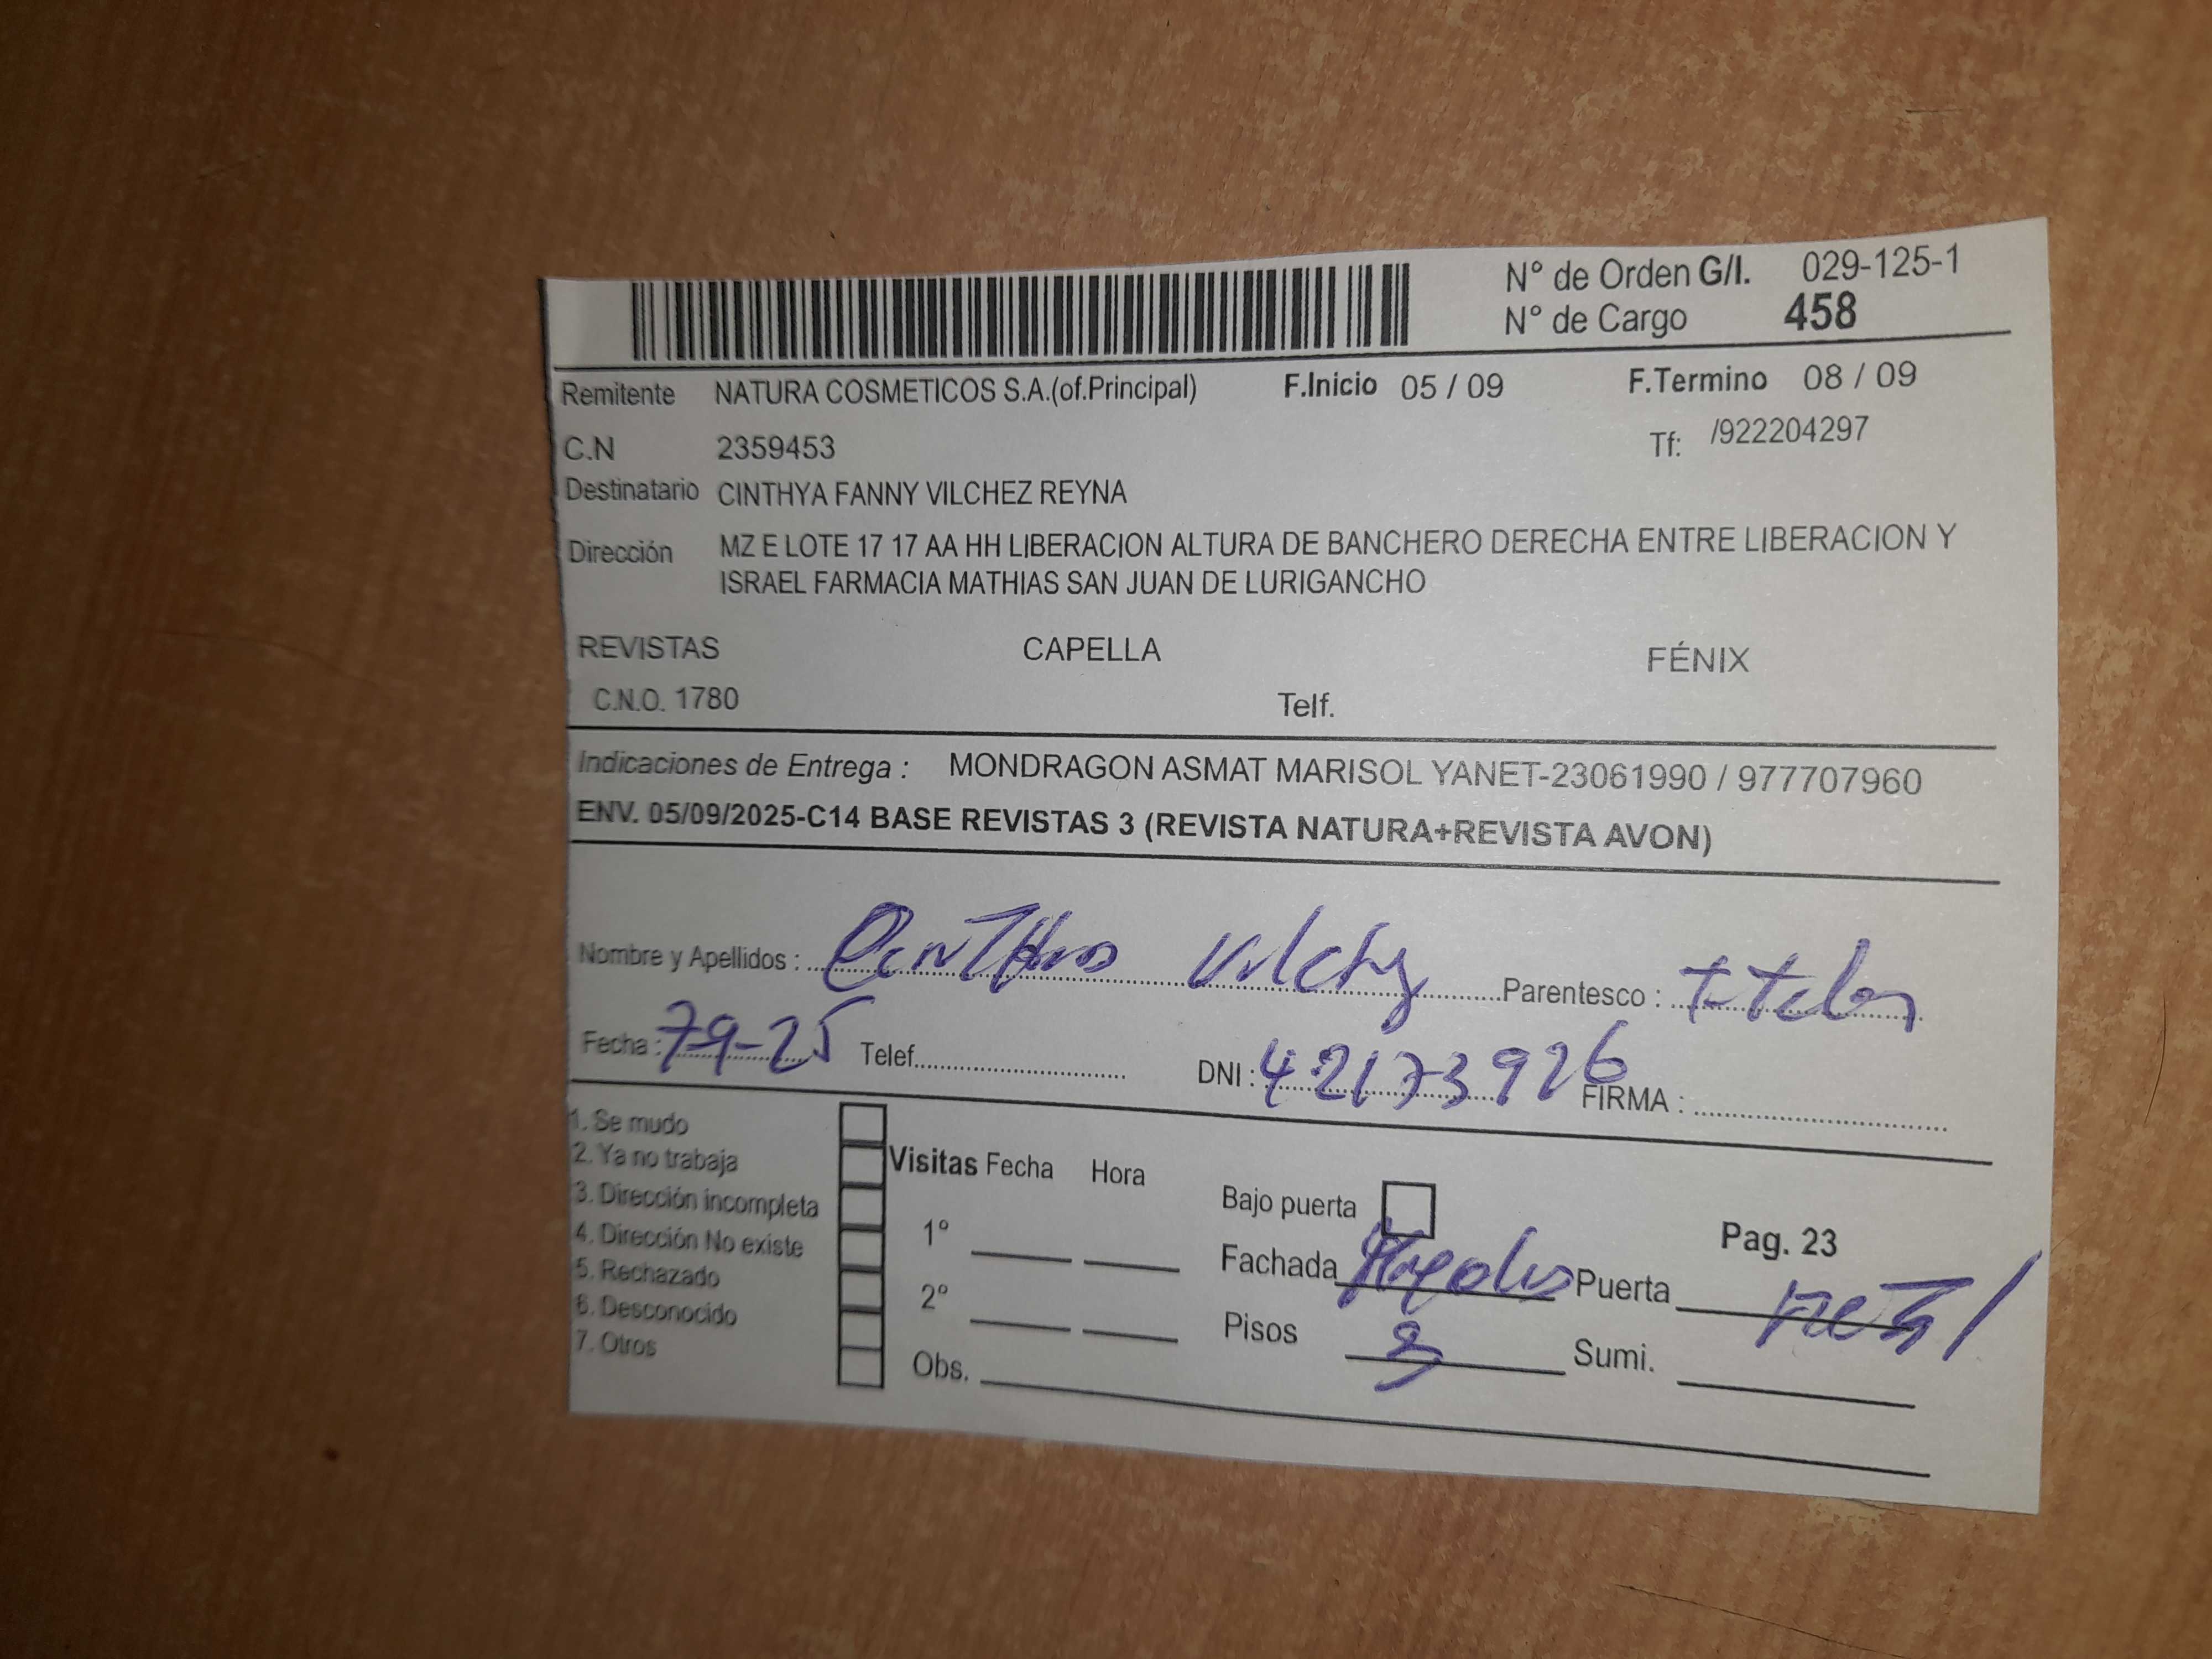 N° de Orden G/I. 029-125-1
N° de Cargo 458
Remitente NATURA COSMETICOS S.A.(of.Principal) F.Inicio 05 / 09 F.Termino 08 / 09
C.N 2359453 Tf: /922204297
Destinatario CINTHYA FANNY VILCHEZ REYNA
Dirección MZ E LOTE 17 17 AA HH LIBERACION ALTURA DE BANCHERO DERECHA ENTRE LIBERACION Y
ISRAEL FARMACIA MATHIAS SAN JUAN DE LURIGANCHO
REVISTAS CAPELLA FÉNIX
C.N.O. 1780 Telf.
Indicaciones de Entrega : MONDRAGON ASMAT MARISOL YANET-23061990 / 977707960
ENV. 05/09/2025-C14 BASE REVISTAS 3 (REVISTA NATURA+REVISTA AVON)
Nombre y Apellidos : Parentesco :
Fecha : 7-9-25 Telef. DNI : 42173926 FIRMA :
1. Se mudo
2. Ya no trabaja
3. Dirección incompleta
4. Dirección No existe
5. Rechazado
6. Desconocido
7. Otros
Visitas Fecha Hora
1°
2°
Obs.
Bajo puerta
Fachada Puerta metal
Pisos 3 Sumi.
Pag. 23